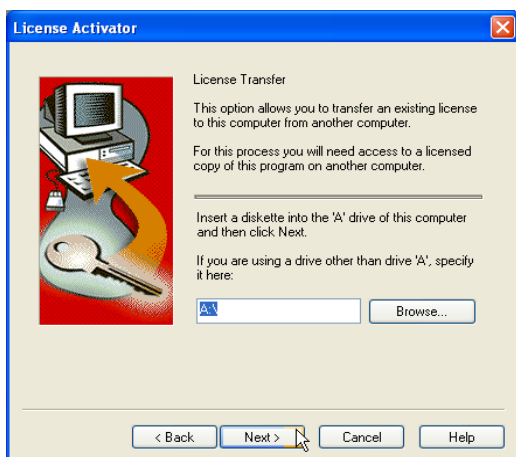 License Activator
License Transfer
This option allows you to transfer an existing license
to this computer from another computer.
For this process you will need access to a licensed
copy of this program on another computer.
Insert a diskette into the 'A' drive of this computer
and then click Next.
If you are using a drive other than drive 'A', specify
it here:
A:\
Browse...
< Back
Next >
Cancel
Help